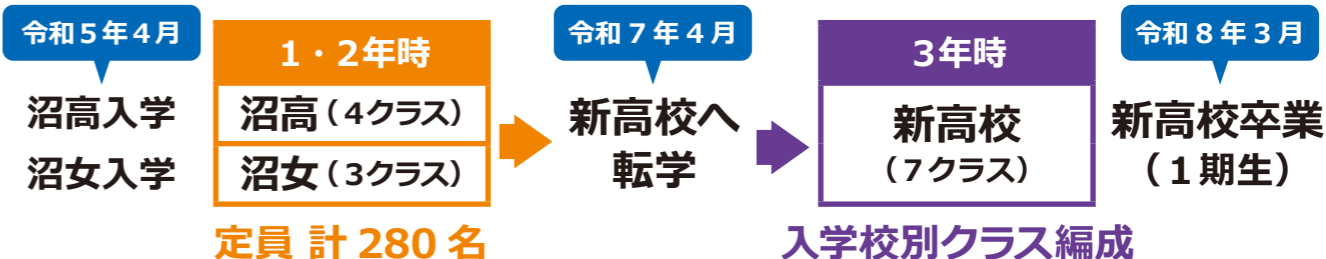 令和５年４月
沼高入学
沼女入学
１・２年時
沼高（４クラス）
沼女（３クラス）
定員 計 280 名
令和７年４月
新高校へ
転学
３年時
新高校
（７クラス）
入学校別クラス編成
令和８年３月
新高校卒業
（１期生）